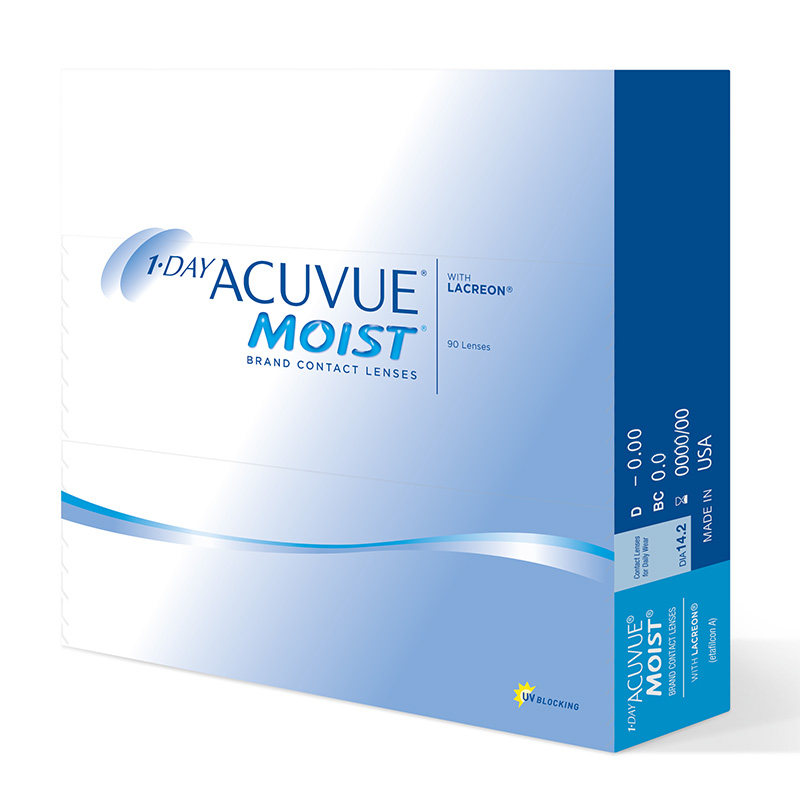 1·DAY ACUVUE®
MOIST®
BRAND CONTACT LENSES
WITH
LACREON®
90 Lenses
UV BLOCKING
D – 0.00
BC 0.0
0000/00
MADE IN USA
Contact Lenses
for Daily Wear
DIA 14.2
1·DAY ACUVUE®
MOIST®
BRAND CONTACT LENSES
WITH LACREON®
(etafilcon A)